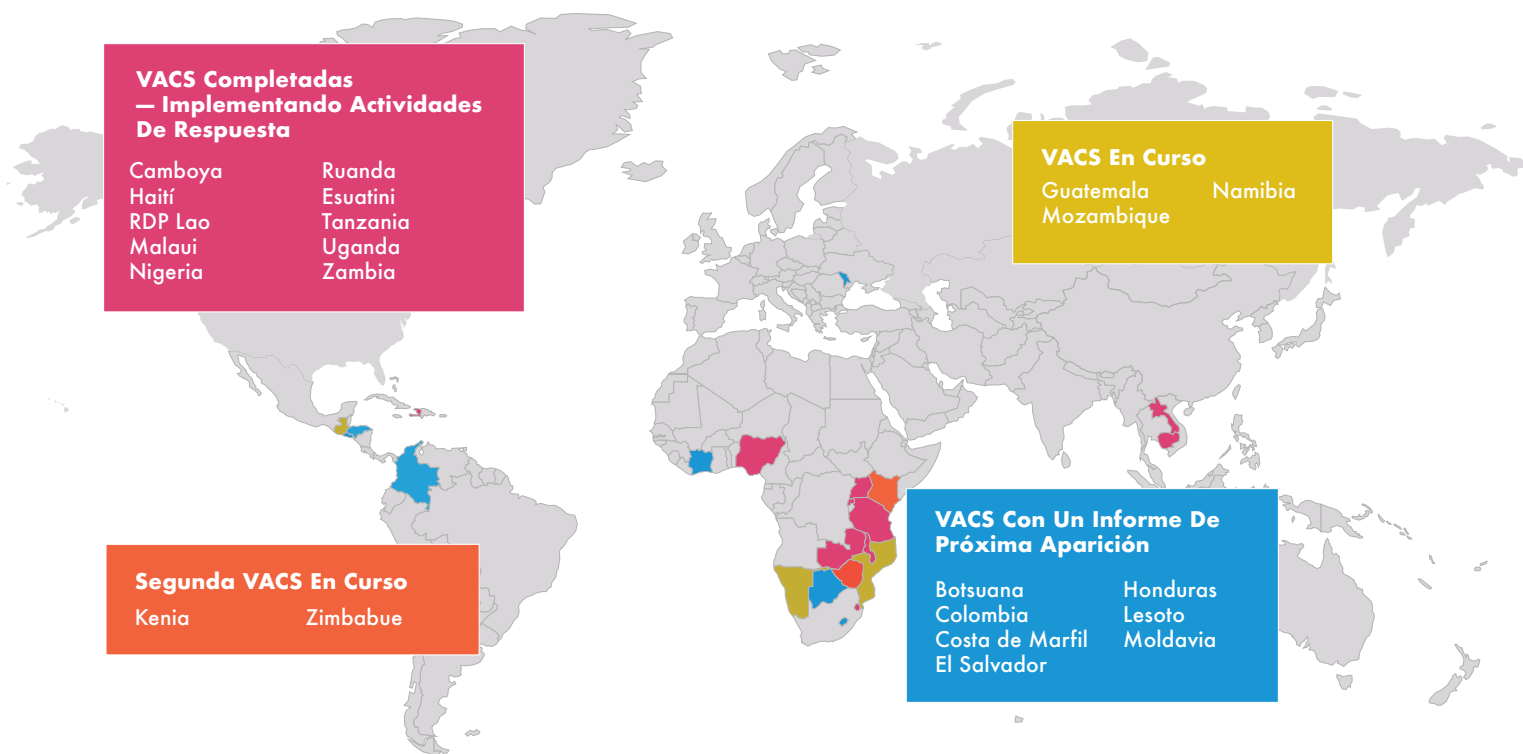 VACS Completadas
— Implementando Actividades
De Respuesta
Camboya
Haití
RDP Lao
Malaui
Nigeria
Ruanda
Esuatini
Tanzania
Uganda
Zambia
VACS En Curso
Guatemala
Mozambique
Namibia
Segunda VACS En Curso
Kenia
Zimbabue
VACS Con Un Informe De
Próxima Aparición
Botsuana
Colombia
Costa de Marfil
El Salvador
Honduras
Lesoto
Moldavia